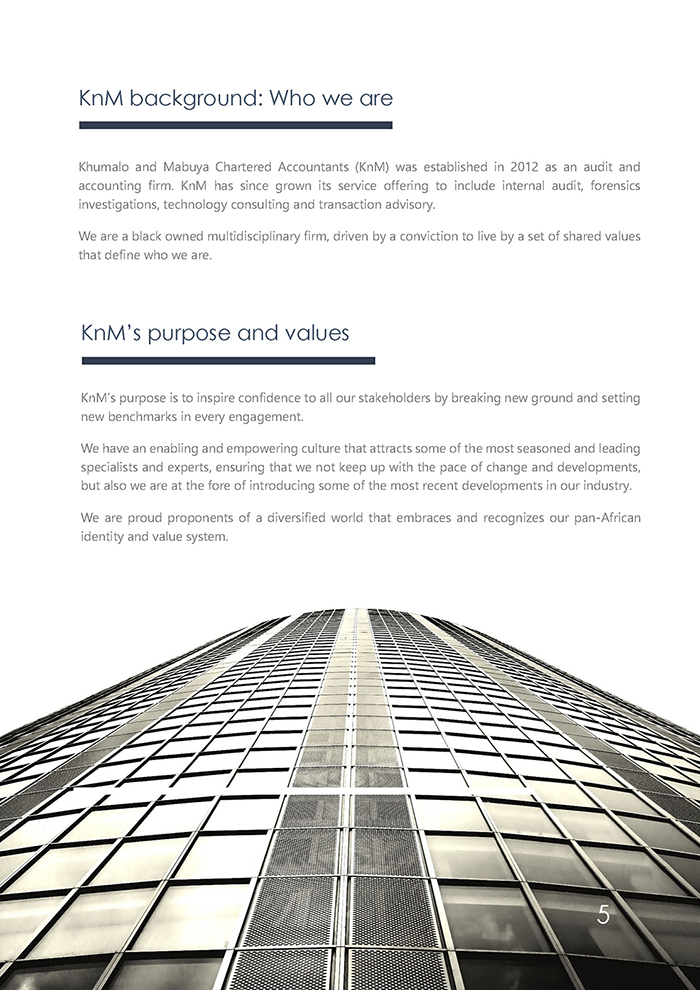 KnM background: Who we are
Khumalo and Mabuya Chartered Accountants (KnM) was established in 2012 as an audit and
accounting firm. KnM has since grown its service offering to include internal audit, forensics
investigations, technology consulting and transaction advisory.
We are a black owned multidisciplinary firm, driven by a conviction to live by a set of shared values
that define who we are.
KnM’s purpose and values
KnM’s purpose is to inspire confidence to all our stakeholders by breaking new ground and setting
new benchmarks in every engagement.
We have an enabling and empowering culture that attracts some of the most seasoned and leading
specialists and experts, ensuring that we not keep up with the pace of change and developments,
but also we are at the fore of introducing some of the most recent developments in our industry.
We are proud proponents of a diversified world that embraces and recognizes our pan-African
identity and value system.
5